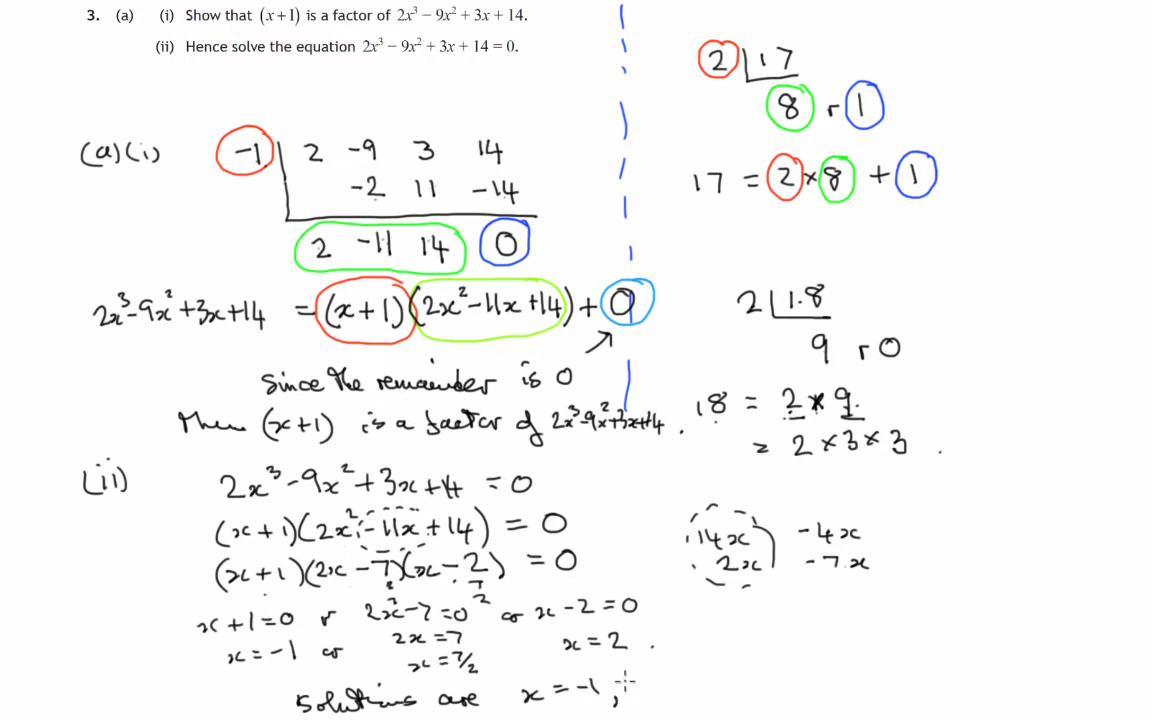 3. (a) (i) Show that (x+1) is a factor of 2x³ − 9x² + 3x + 14.
(ii) Hence solve the equation 2x³ − 9x² + 3x + 14 = 0.
(a)(i) -1 | 2 -9 3 14
-2 11 -14
2 -11 14 0
2x³-9x²+3x+14 = (x+1)(2x²-11x+14) + 0
Since the remainder is 0
then (x+1) is a factor of 2x³-9x²+3x+14.
(ii) 2x³-9x²+3x+14 = 0
(x+1)(2x²-11x+14) = 0
(x+1)(2x-7)(x-2) = 0
x+1=0 or 2x-7=0 or x-2=0
x=-1 or 2x=7 x=2.
x=7/2
Solutions are x=-1,
2 | 17
8 r 1
17 = 2×8 + 1
2 | 18
9 r 0
18 = 2×9.
= 2×3×3.
14x -4x
2x -7x